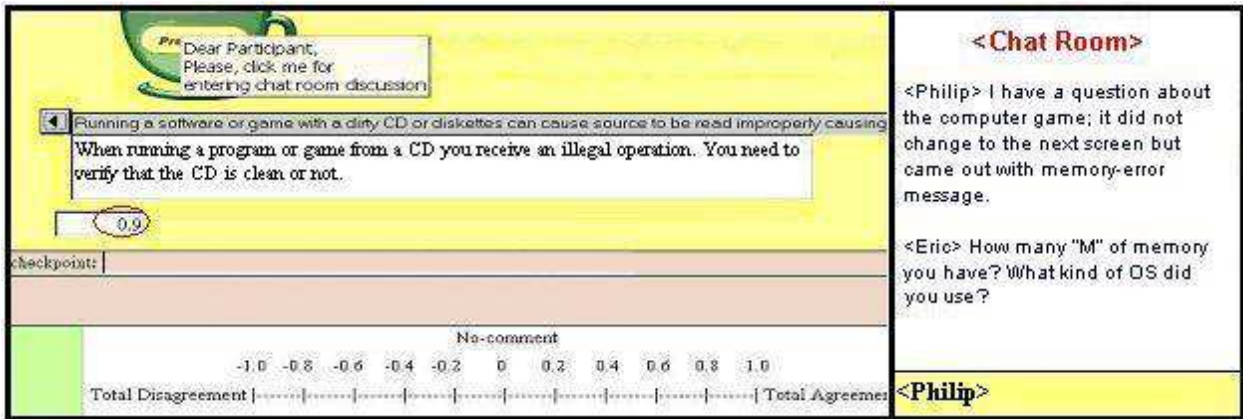 Pre
Dear Participant,
Please, click me for
entering chat room discussion
Running a software or game with a dirty CD or diskettes can cause source to be read improperly causing
When running a program or game from a CD you receive an illegal operation. You need to
verify that the CD is clean or not.
0.9
checkpoint:
No-comment
-1.0 -0.8 -0.6 -0.4 -0.2 0 0.2 0.4 0.6 0.8 1.0
Total Disagreement Total Agreemen
<Chat Room>
<Philip> I have a question about
the computer game; it did not
change to the next screen but
came out with memory-error
message.
<Eric> How many "M" of memory
you have? What kind of OS did
you use?
<Philip>